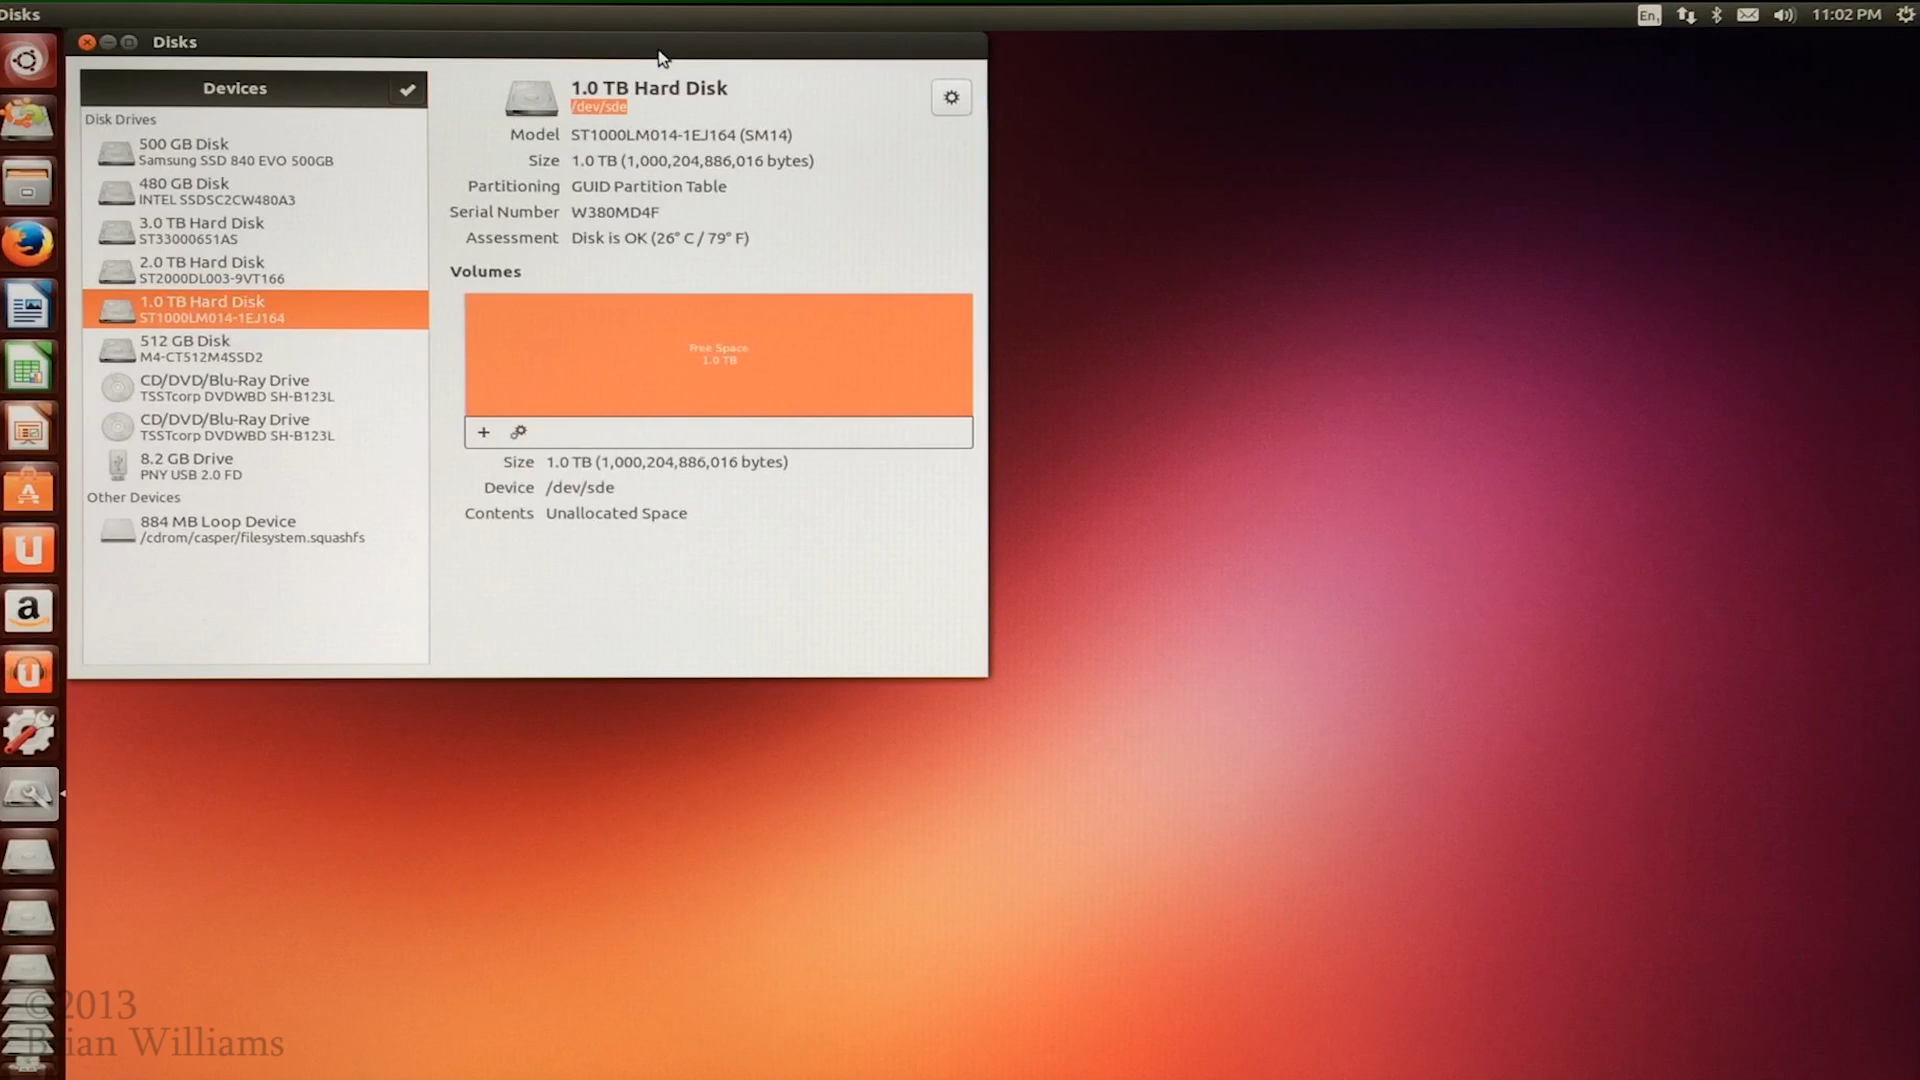 Disks
En1
11:02 PM
Disks
Devices
Disk Drives
500 GB Disk
Samsung SSD 840 EVO 500GB
480 GB Disk
INTEL SSDSC2CW480A3
3.0 TB Hard Disk
ST33000651AS
2.0 TB Hard Disk
ST2000DL003-9VT166
1.0 TB Hard Disk
ST1000LM014-1EJ164
512 GB Disk
M4-CT512M4SSD2
CD/DVD/Blu-Ray Drive
TSSTcorp DVDWBD SH-B123L
CD/DVD/Blu-Ray Drive
TSSTcorp DVDWBD SH-B123L
8.2 GB Drive
PNY USB 2.0 FD
Other Devices
884 MB Loop Device
/cdrom/casper/filesystem.squashfs
1.0 TB Hard Disk
/dev/sde
Model ST1000LM014-1EJ164 (SM14)
Size 1.0 TB (1,000,204,886,016 bytes)
Partitioning GUID Partition Table
Serial Number W380MD4F
Assessment Disk is OK (26° C / 79° F)
Volumes
Free Space
1.0 TB
Size 1.0 TB (1,000,204,886,016 bytes)
Device /dev/sde
Contents Unallocated Space
©2013
Brian Williams